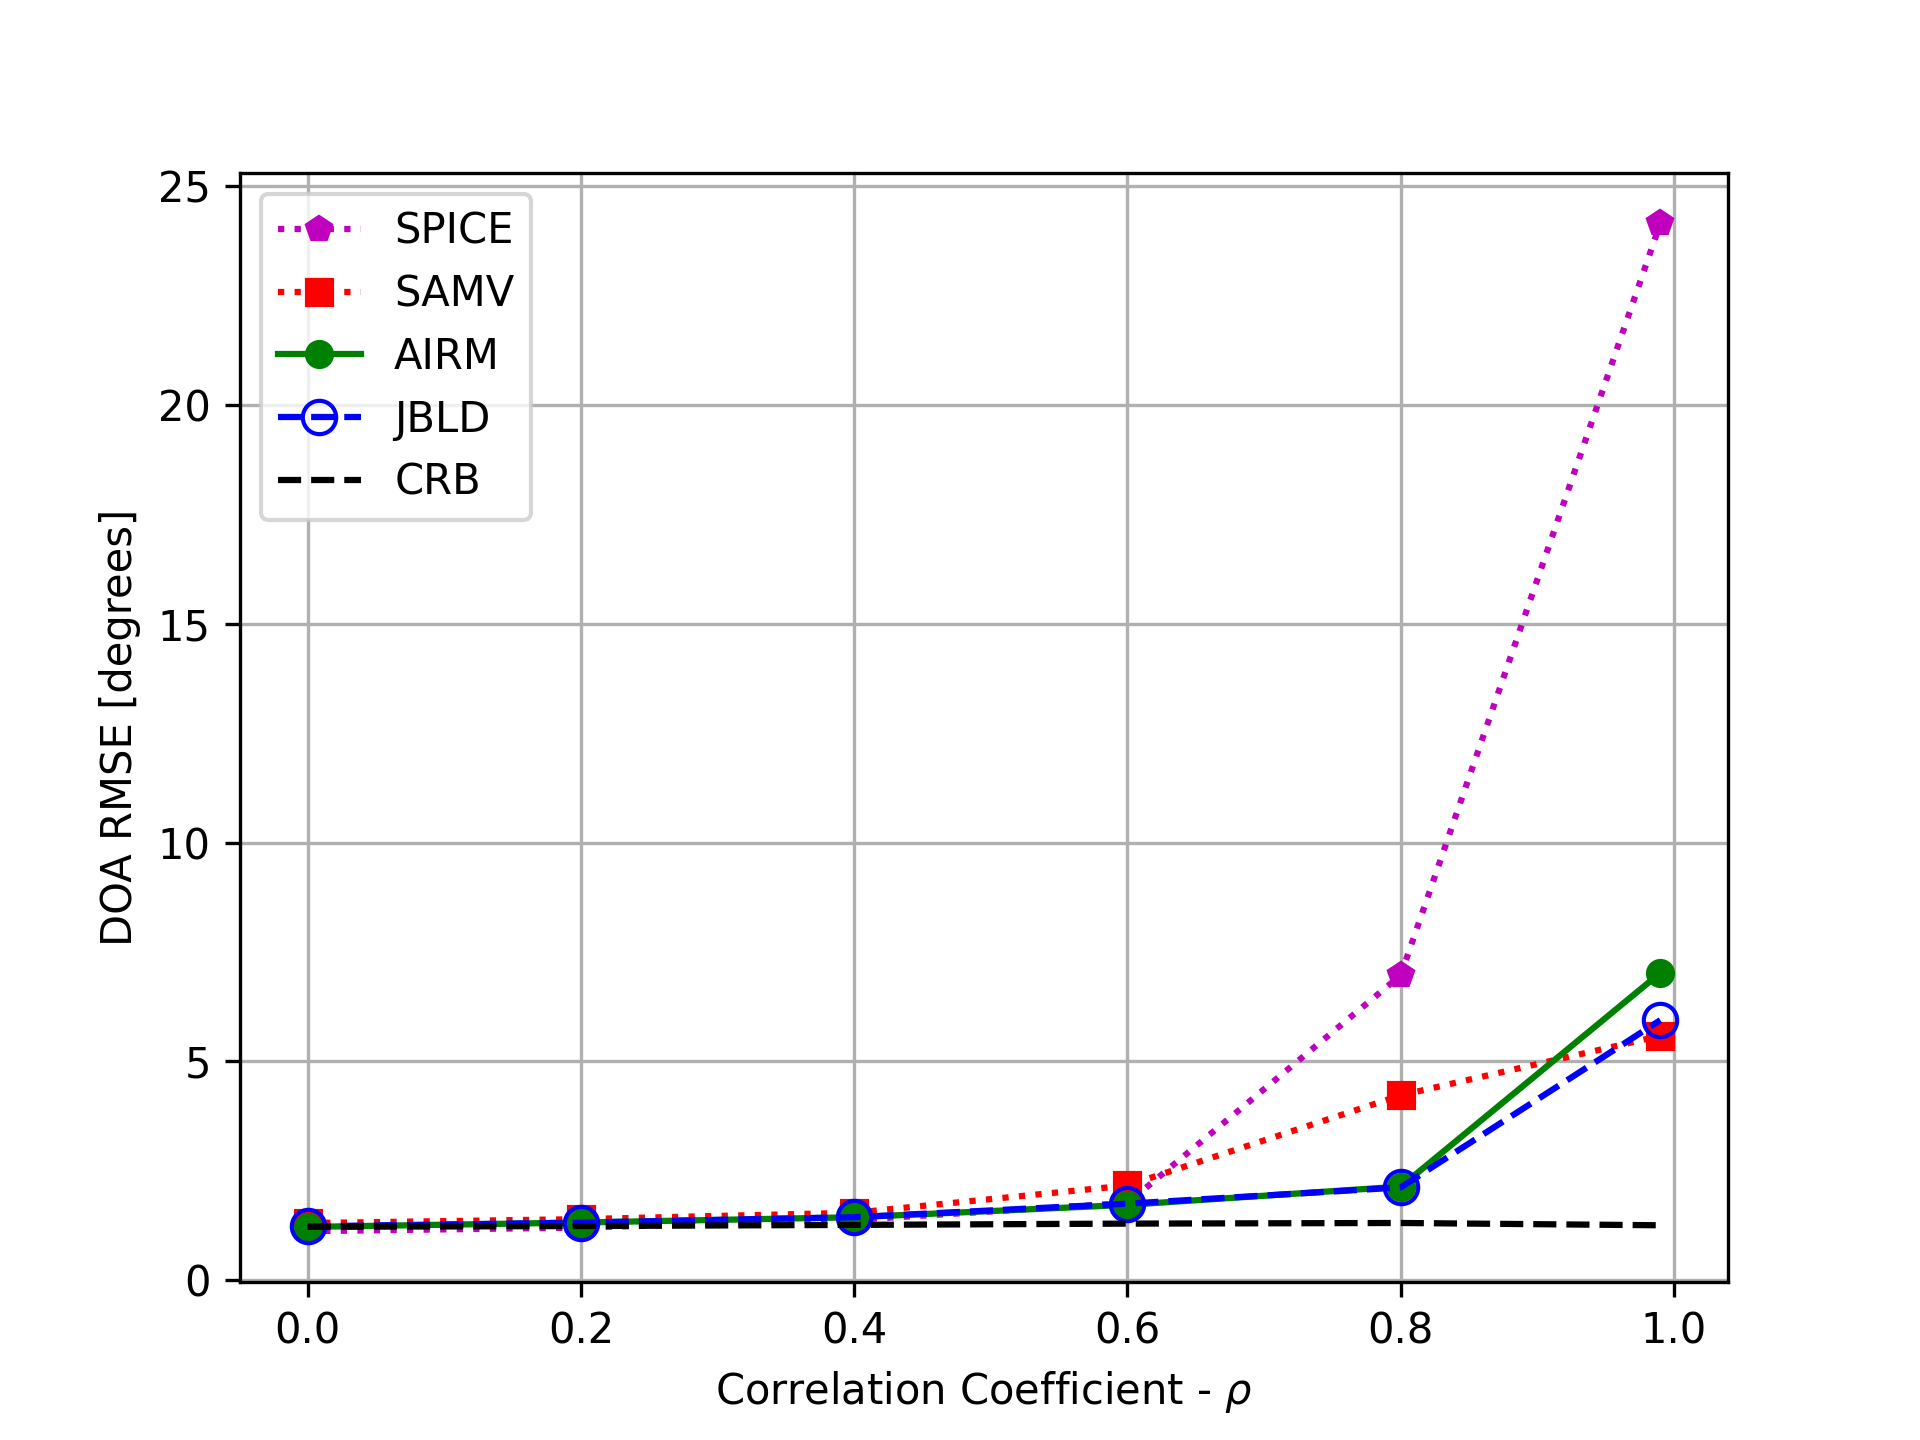 25
20
15
10
5
0
DOA RMSE [degrees]
SPICE
SAMV
AIRM
JBLD
CRB
0.0 0.2 0.4 0.6 0.8 1.0
Correlation Coefficient - ρ